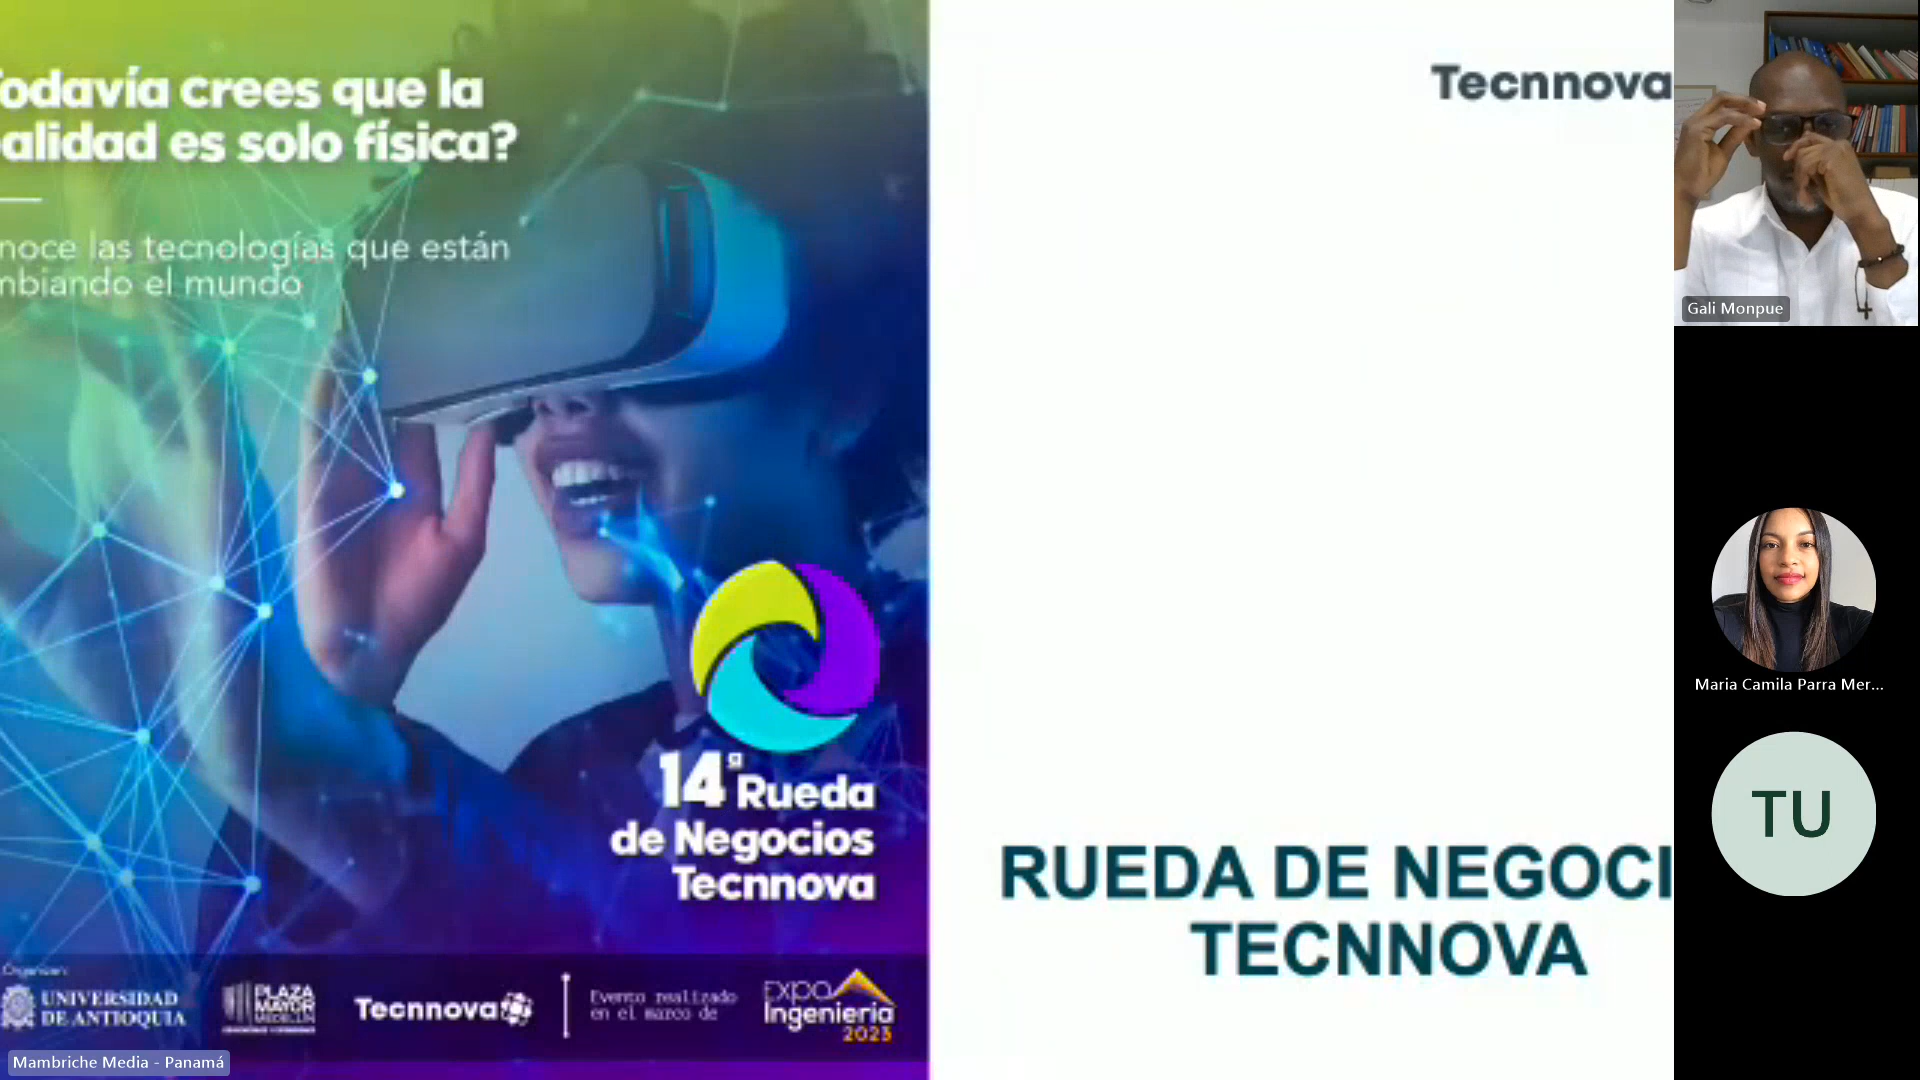 odavía crees que la
alidad es solo física?
noce las tecnologías que están
mbiando el mundo
14ª Rueda
de Negocios
Tecnnova
Organizan:
UNIVERSIDAD
DE ANTIOQUIA
PLAZA
MAYOR
MEDELLÍN
Tecnnova
Evento realizado
en el marco de
Expo
Ingeniería
2023
Mambriche Media - Panamá
Tecnnova
RUEDA DE NEGOCI
TECNNOVA
Gali Monpue
Maria Camila Parra Mer...
TU